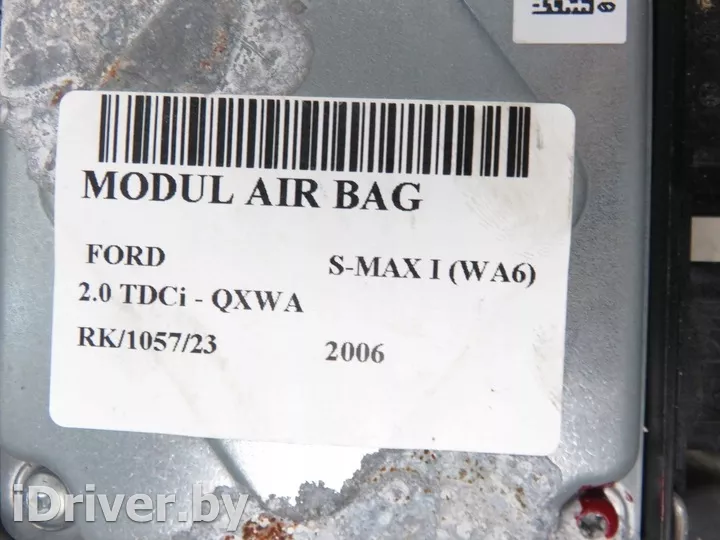 MODUL AIR BAG
FORD S-MAX I (WA6)
2.0 TDCi - QXWA
RK/1057/23 2006
iDriver.by